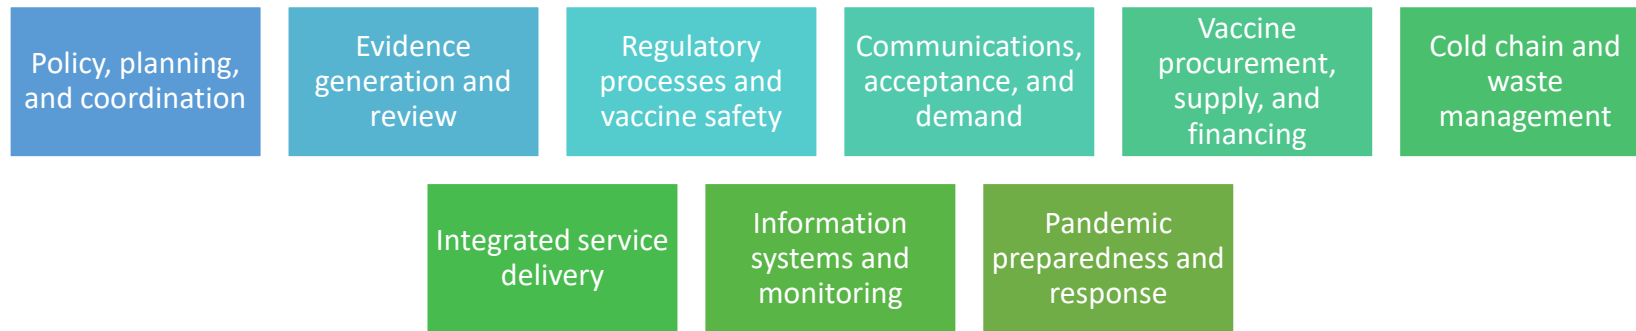 Policy, planning,
and coordination
Evidence
generation and
review
Regulatory
processes and
vaccine safety
Communications,
acceptance, and
demand
Vaccine
procurement,
supply, and
financing
Cold chain and
waste
management
Integrated service
delivery
Information
systems and
monitoring
Pandemic
preparedness and
response